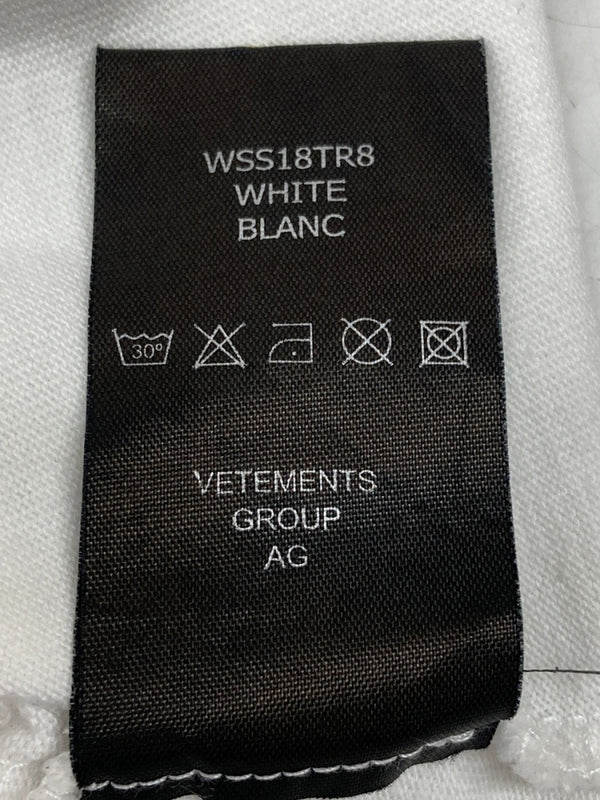 WSS18TR8
WHITE
BLANC
30°
VETEMENTS
GROUP
AG